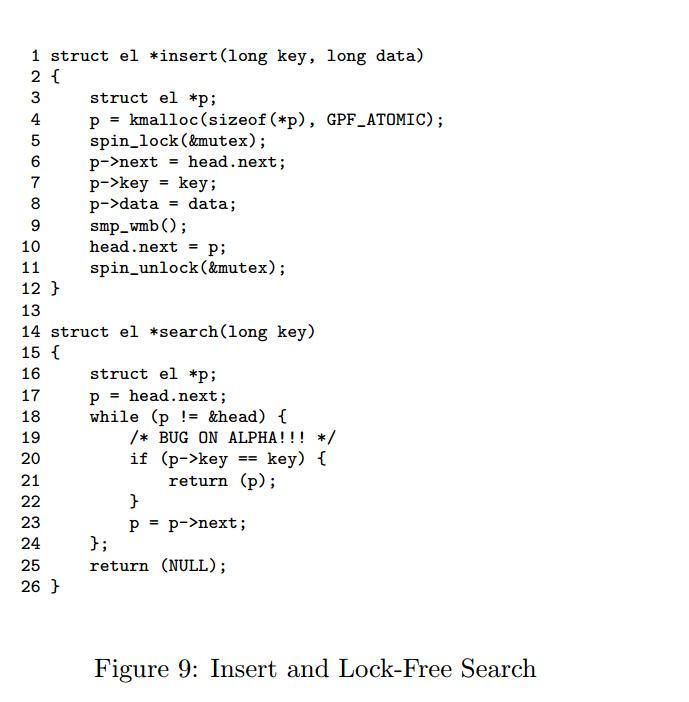 1 struct el *insert(long key, long data)
2 {
3     struct el *p;
4     p = kmalloc(sizeof(*p), GPF_ATOMIC);
5     spin_lock(&mutex);
6     p->next = head.next;
7     p->key = key;
8     p->data = data;
9     smp_wmb();
10     head.next = p;
11     spin_unlock(&mutex);
12 }
13
14 struct el *search(long key)
15 {
16     struct el *p;
17     p = head.next;
18     while (p != &head) {
19         /* BUG ON ALPHA!!! */
20         if (p->key == key) {
21             return (p);
22         }
23         p = p->next;
24     };
25     return (NULL);
26 }
Figure 9: Insert and Lock-Free Search